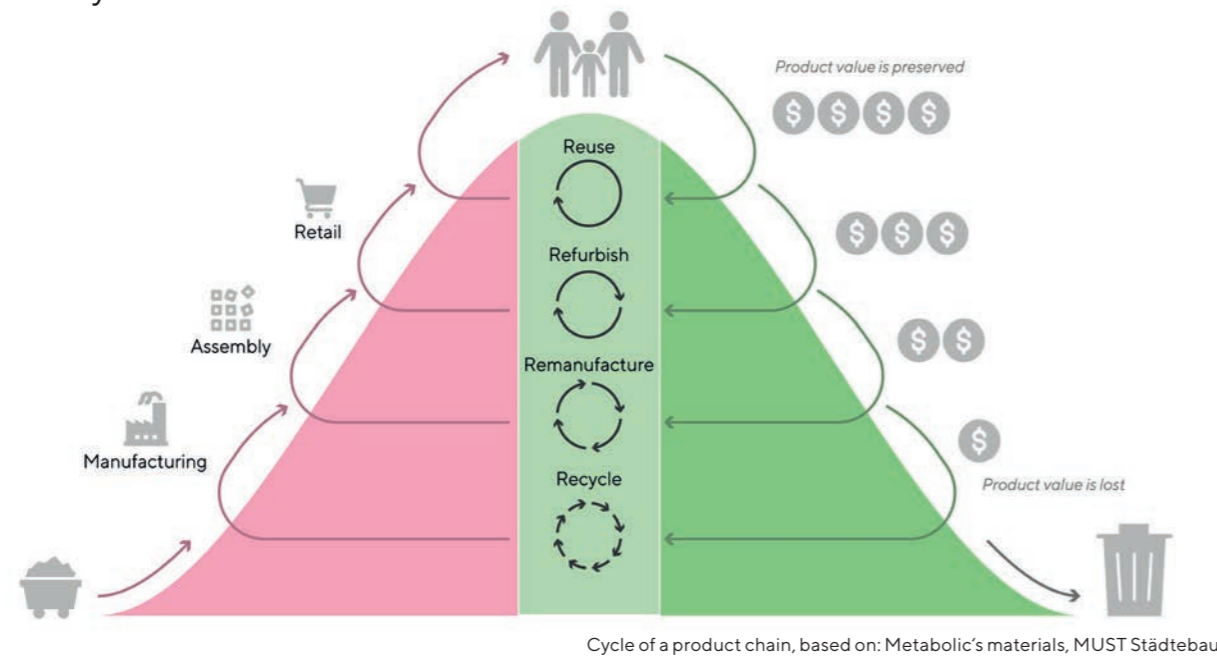 Product value is preserved
$ $ $ $
Reuse
Retail
$ $ $
Refurbish
Assembly
$ $
Remanufacture
Manufacturing
$
Recycle
Product value is lost
Cycle of a product chain, based on: Metabolic's materials, MUST Städtebau